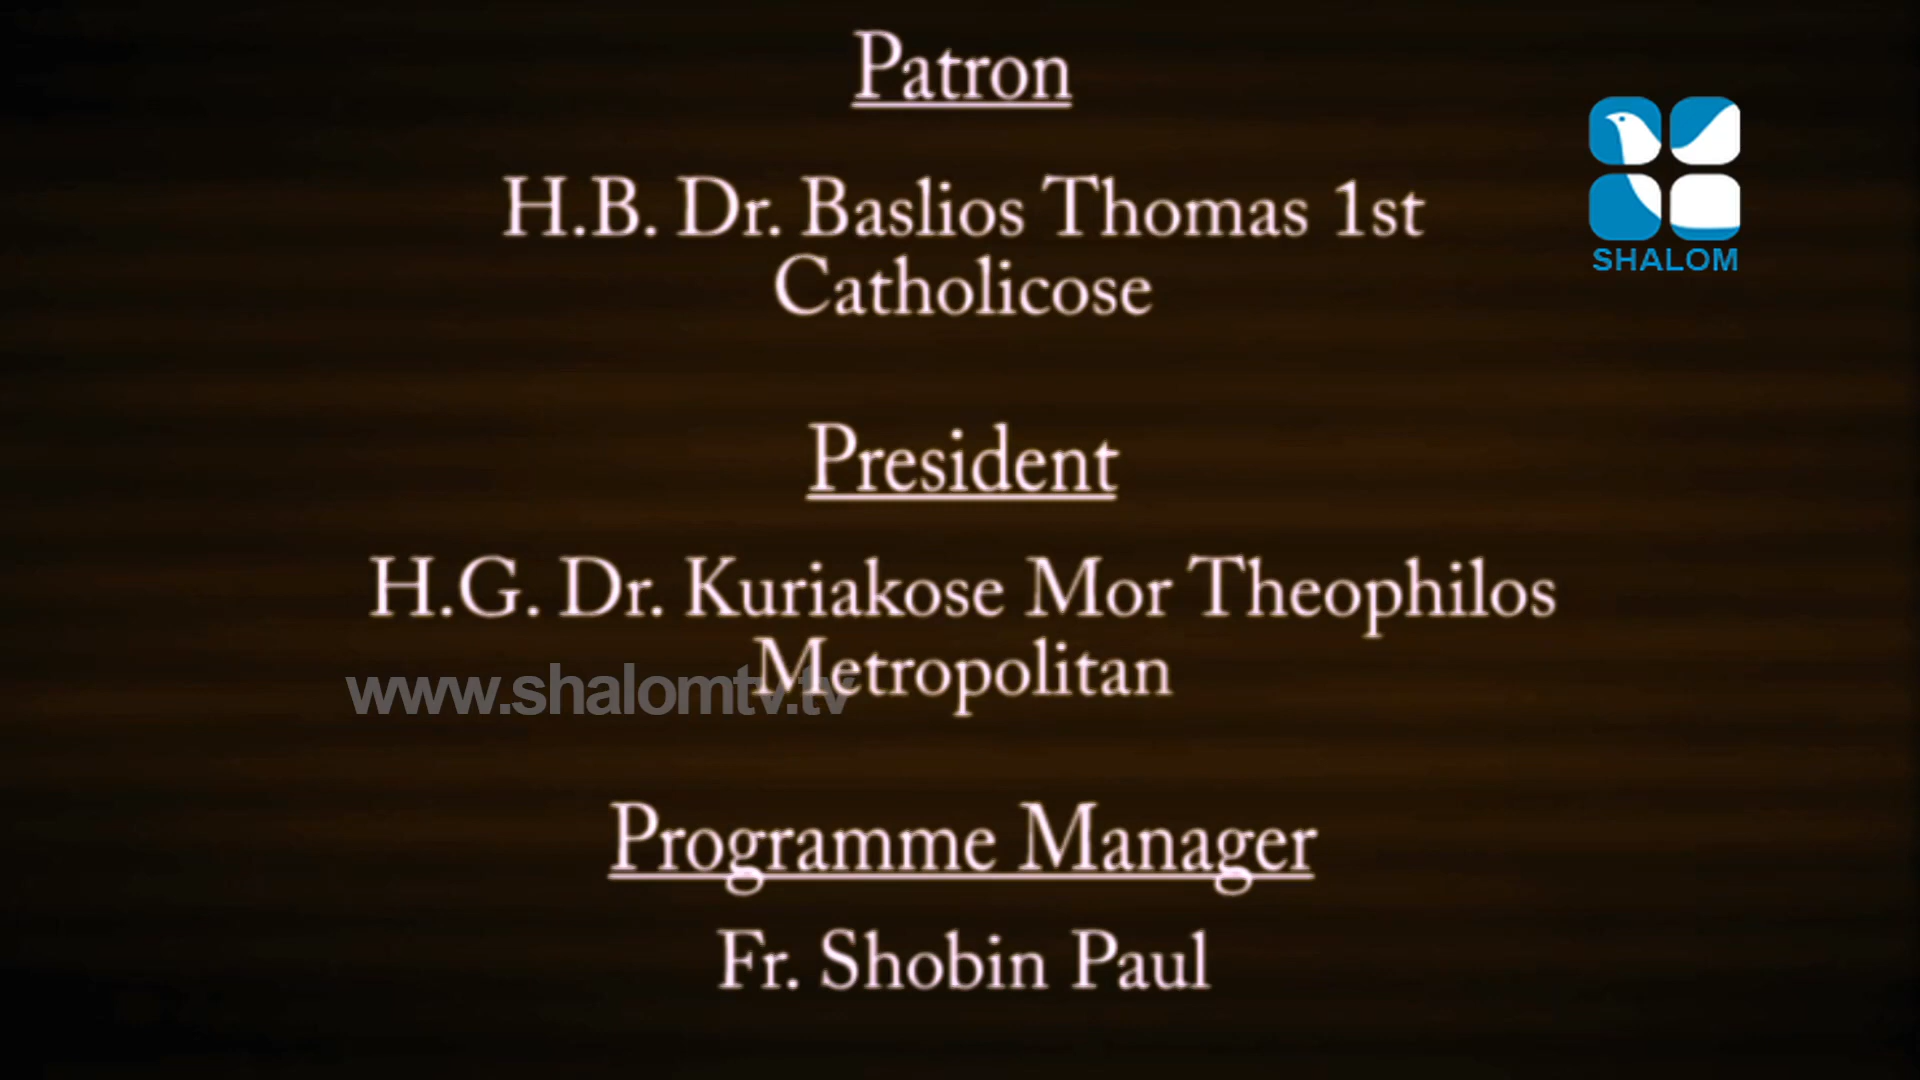 Patron
H.B. Dr. Baslios Thomas 1st
Catholicose
SHALOM
President
H.G. Dr. Kuriakose Mor Theophilos
Metropolitan
www.shalomtv.tv
Programme Manager
Fr. Shobin Paul